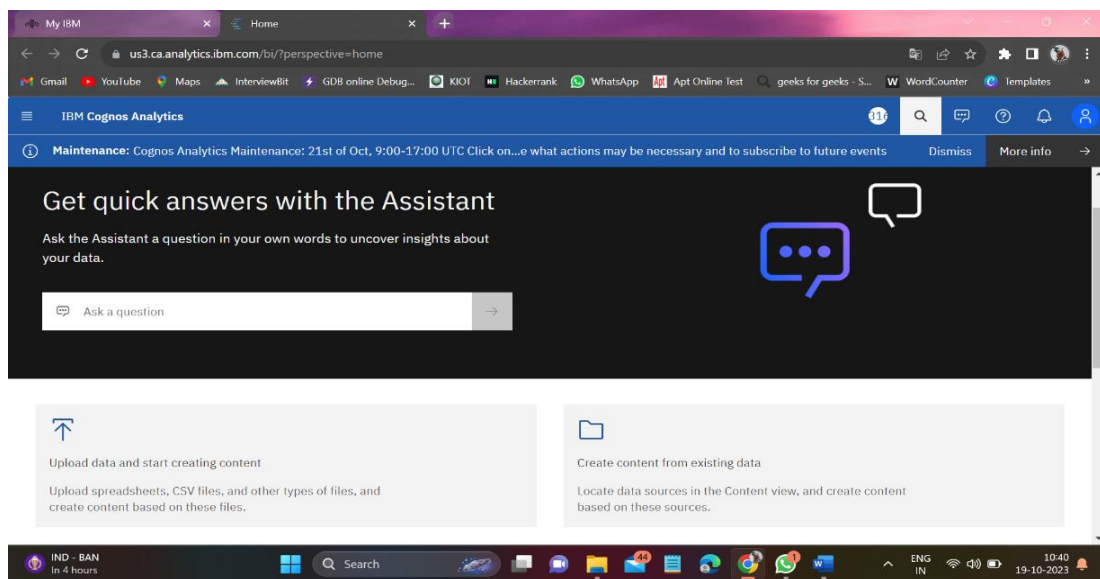 My IBM
Home
us3.ca.analytics.ibm.com/bi/?perspective=home
Gmail YouTube Maps InterviewBit GDB online Debug... KIOT Hackerrank WhatsApp Apt Online Test geeks for geeks - S... WordCounter Templates »
IBM Cognos Analytics
Maintenance: Cognos Analytics Maintenance: 21st of Oct, 9:00-17:00 UTC Click on...e what actions may be necessary and to subscribe to future events Dismiss More info
Get quick answers with the Assistant
Ask the Assistant a question in your own words to uncover insights about
your data.
Ask a question
Upload data and start creating content
Upload spreadsheets, CSV files, and other types of files, and
create content based on these files.
Create content from existing data
Locate data sources in the Content view, and create content
based on these sources.
IND - BAN
In 4 hours
Search
44
1
ENG
IN
10:40
19-10-2023